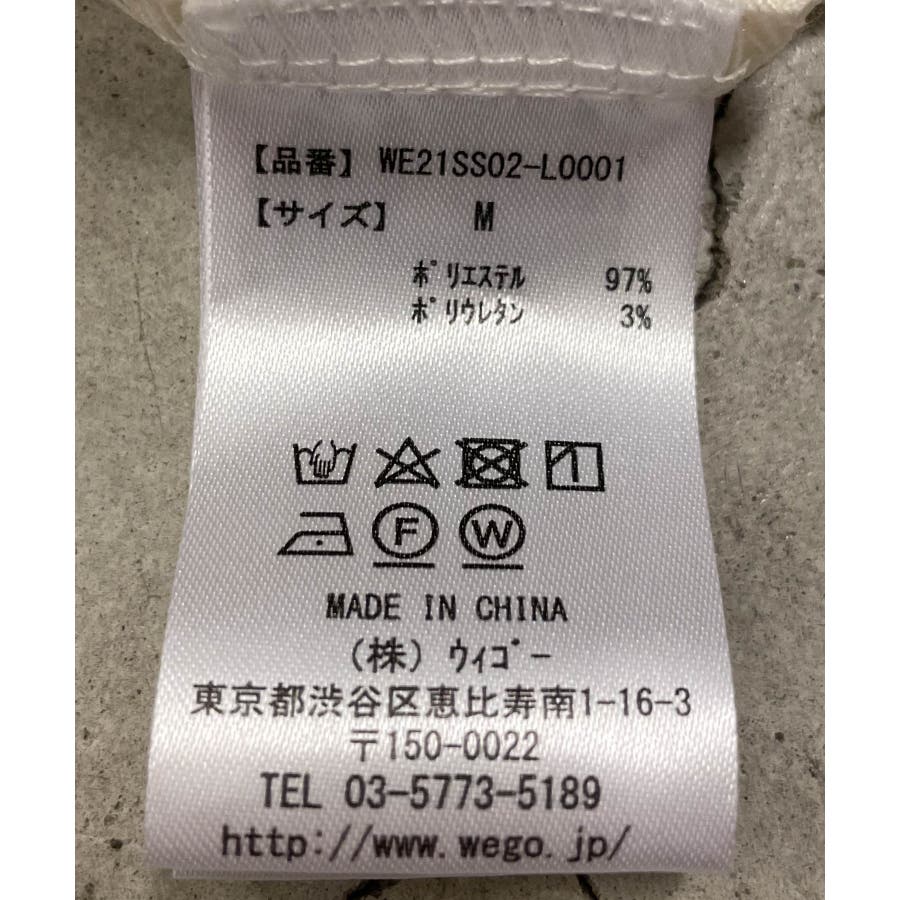 【品番】 WE21SS02-L0001
【サイズ】 M
ﾎﾟﾘｴｽﾃﾙ 97%
ﾎﾟﾘｳﾚﾀﾝ 3%
F W
MADE IN CHINA
(株) ｳｨｺﾞｰ
東京都渋谷区恵比寿南1-16-3
〒150-0022
TEL 03-5773-5189
http://www.wego.jp/